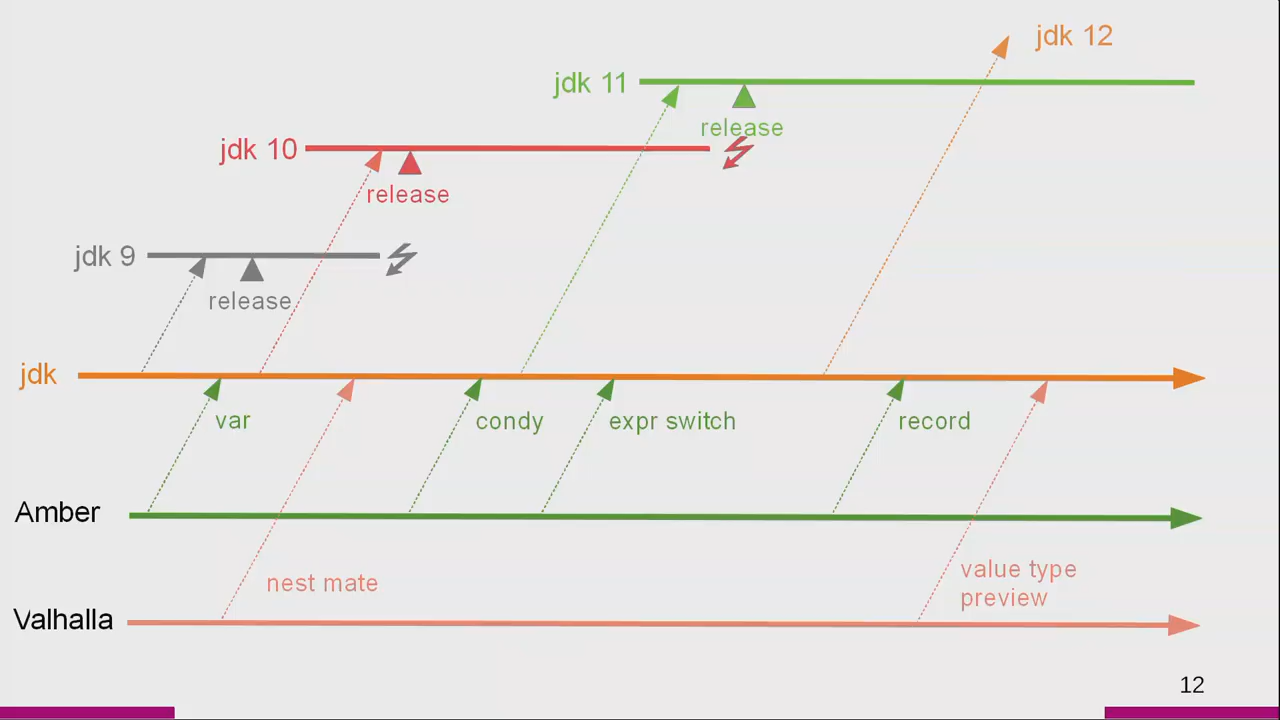 jdk 12
jdk 11
release
jdk 10
release
jdk 9
release
jdk
var
condy
expr switch
record
Amber
nest mate
value type
preview
Valhalla
12